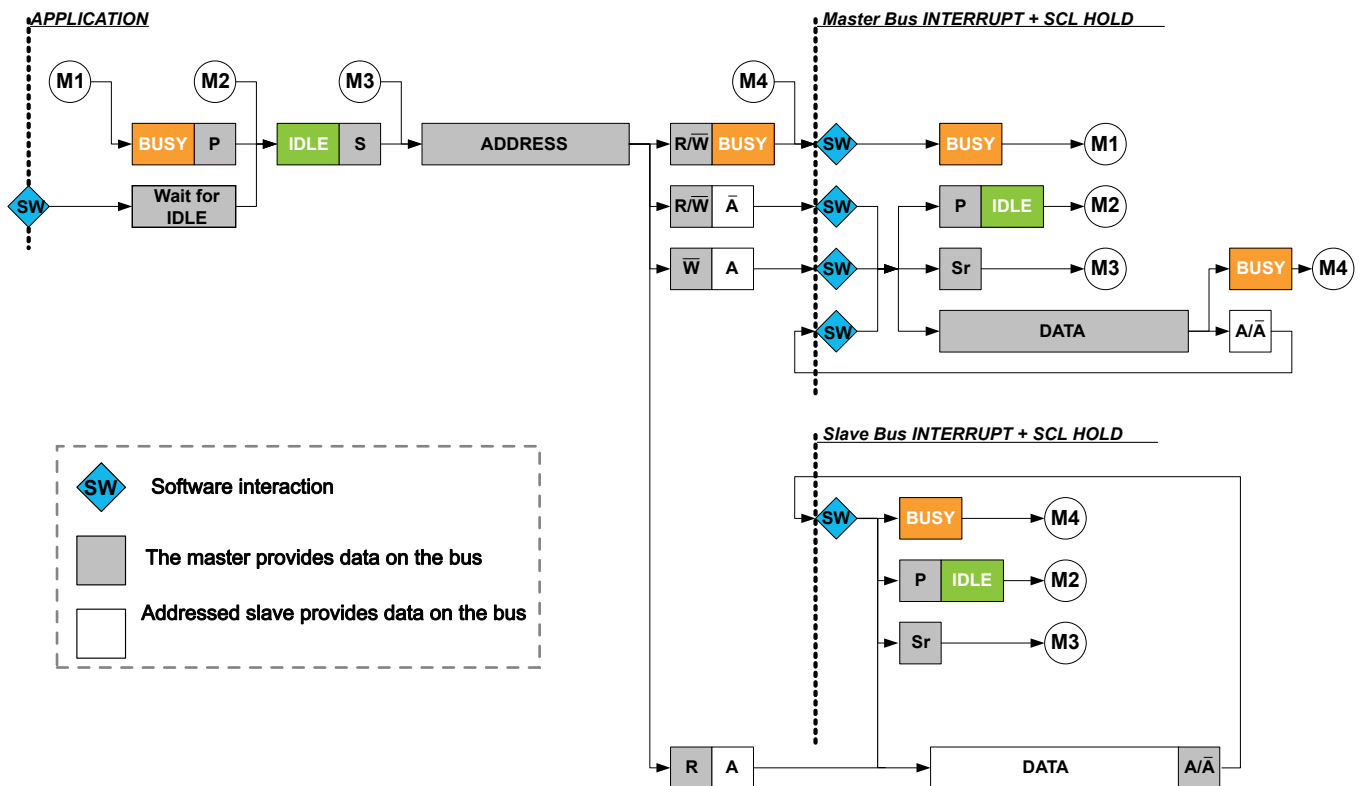 APPLICATION
Master Bus INTERRUPT + SCL HOLD
M1
M2
M3
M4
BUSY P
IDLE S
ADDRESS
R/W̅ BUSY
SW
BUSY
M1
SW
Wait for
IDLE
R/W̅ A̅
SW
P IDLE
M2
W̅ A
SW
Sr
M3
BUSY
M4
SW
DATA
A/A̅
Slave Bus INTERRUPT + SCL HOLD
SW
Software interaction
The master provides data on the bus
Addressed slave provides data on the bus
SW
BUSY
M4
P IDLE
M2
Sr
M3
R A
DATA
A/A̅